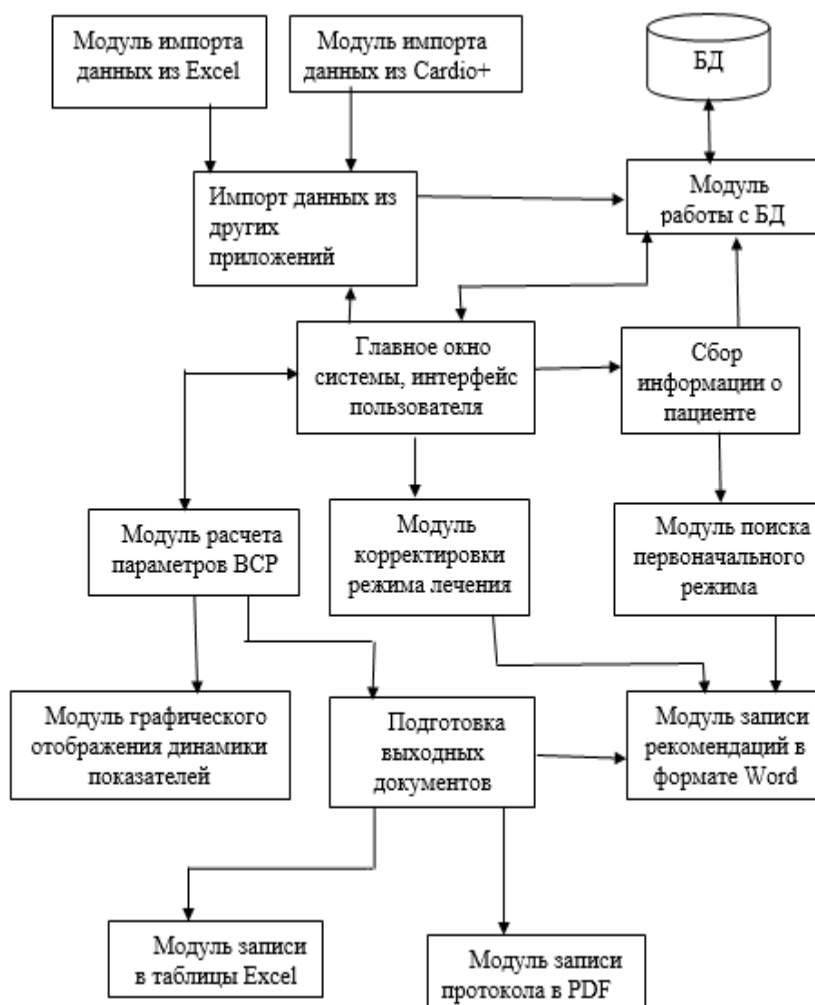 Модуль импорта
данных из Excel
Модуль импорта
данных из Cardio+
БД
Импорт данных из
других
приложений
Модуль
работы с БД
Главное окно
системы, интерфейс
пользователя
Сбор
информации о
пациенте
Модуль расчета
параметров ВСР
Модуль
корректировки
режима лечения
Модуль поиска
первоначального
режима
Модуль графического
отображения динамики
показателей
Подготовка
выходных
документов
Модуль записи
рекомендаций в
формате Word
Модуль записи
в таблицы Excel
Модуль записи
протокола в PDF